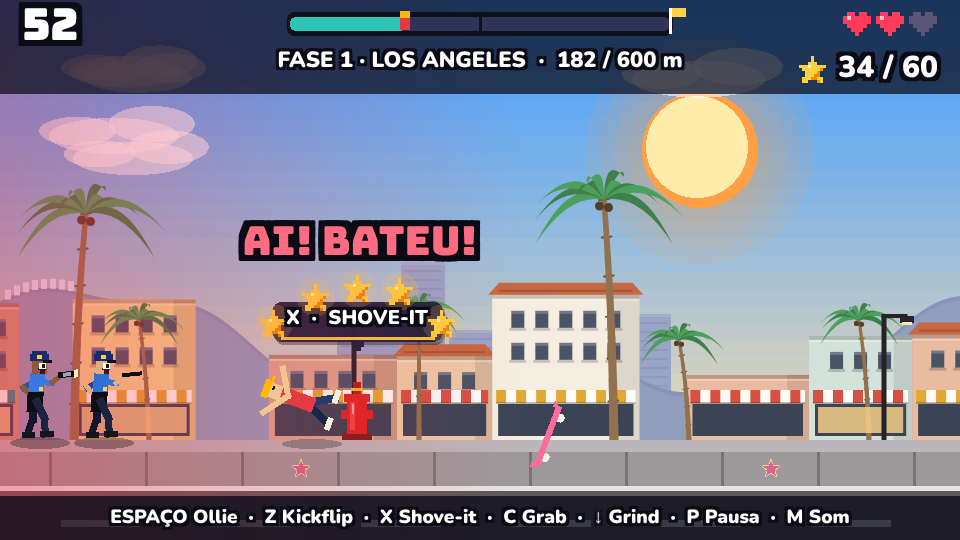 52
FASE 1 · LOS ANGELES · 182 / 600 m
34 / 60
AI! BATEU!
X · SHOVE-IT
ESPAÇO Ollie · Z Kickflip · X Shove-it · C Grab · ↓ Grind · P Pausa · M Som